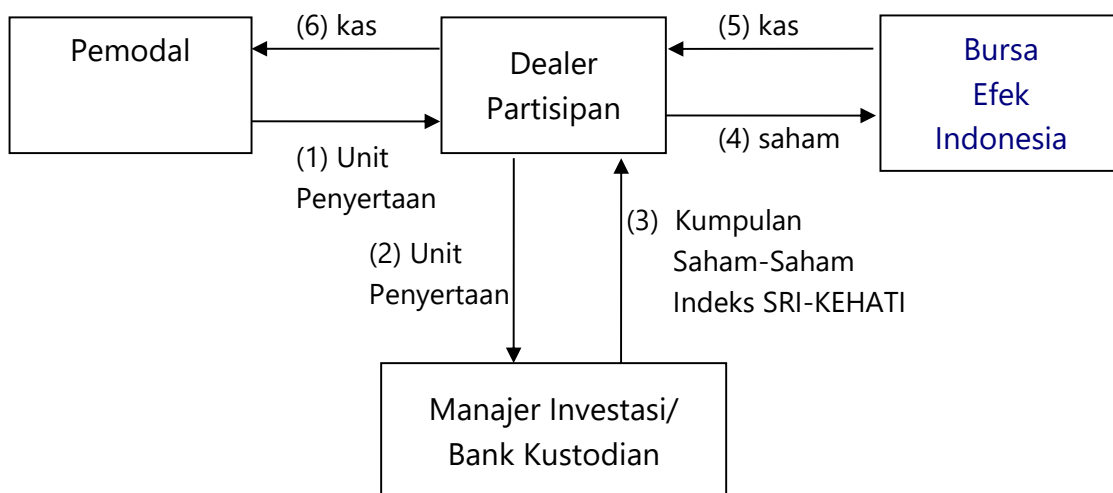 (6) kas
(5) kas
Pemodal
Dealer
Partisipan
Bursa
Efek
Indonesia
(1) Unit
Penyertaan
(4) saham
(2) Unit
Penyertaan
(3) Kumpulan
Saham-Saham
Indeks SRI-KEHATI
Manajer Investasi/
Bank Kustodian